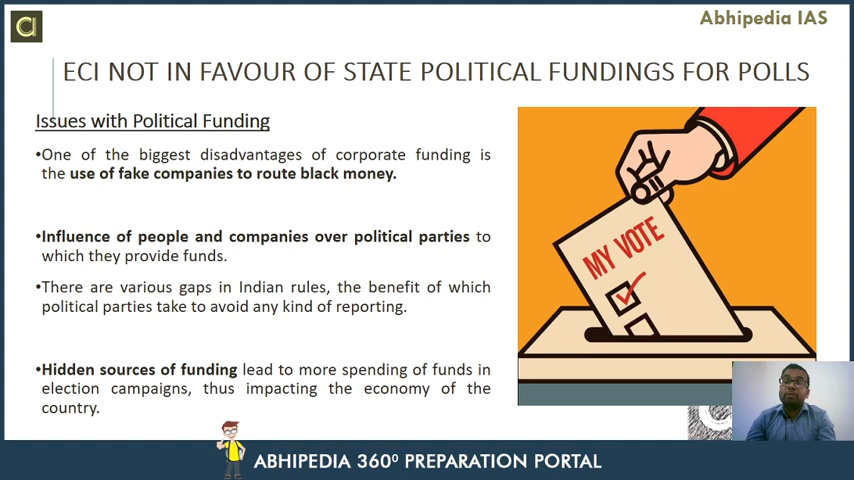 Abhipedia IAS
ECI NOT IN FAVOUR OF STATE POLITICAL FUNDINGS FOR POLLS
Issues with Political Funding
•One of the biggest disadvantages of corporate funding is
the use of fake companies to route black money.
•Influence of people and companies over political parties to
which they provide funds.
•There are various gaps in Indian rules, the benefit of which
political parties take to avoid any kind of reporting.
•Hidden sources of funding lead to more spending of funds in
election campaigns, thus impacting the economy of the
country.
MY VOTE
ABHIPEDIA 360⁰ PREPARATION PORTAL